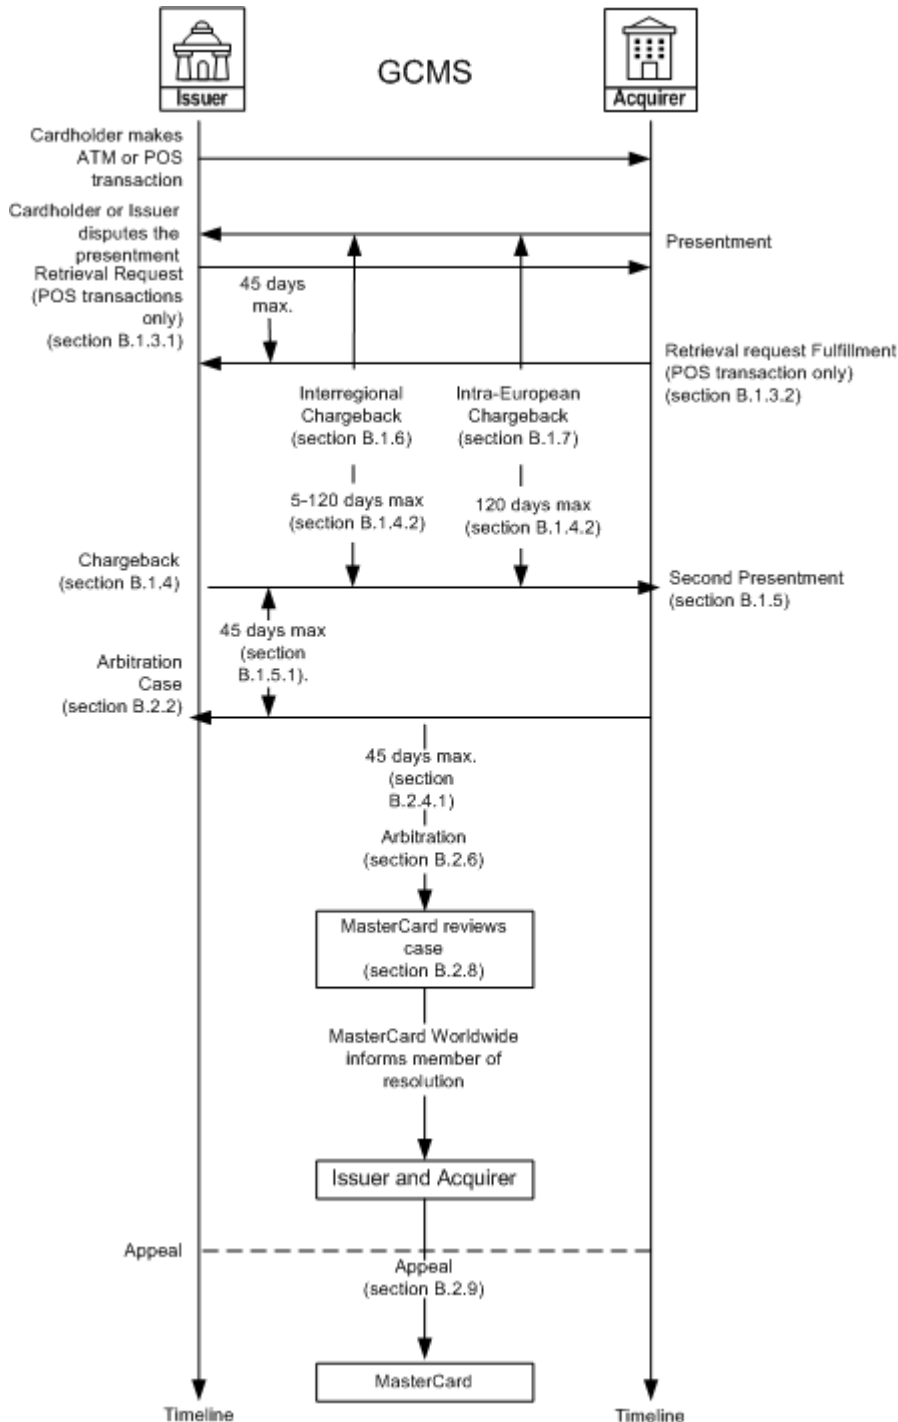 GCMS
Issuer
Acquirer
Cardholder makes
ATM or POS
transaction
Cardholder or Issuer
disputes the
presentment
Presentment
Retrieval Request
(POS transactions
only)
(section B.1.3.1)
45 days
max.
Retrieval request Fulfillment
(POS transaction only)
(section B.1.3.2)
Interregional
Chargeback
(section B.1.6)
Intra-European
Chargeback
(section B.1.7)
5-120 days max
(section B.1.4.2)
120 days max
(section B.1.4.2)
Chargeback
(section B.1.4)
Second Presentment
(section B.1.5)
45 days max
(section
B.1.5.1).
Arbitration
Case
(section B.2.2)
45 days max.
(section
B.2.4.1)
Arbitration
(section B.2.6)
MasterCard reviews
case
(section B.2.8)
MasterCard Worldwide
informs member of
resolution
Issuer and Acquirer
Appeal
Appeal
(section B.2.9)
MasterCard
Timeline
Timeline